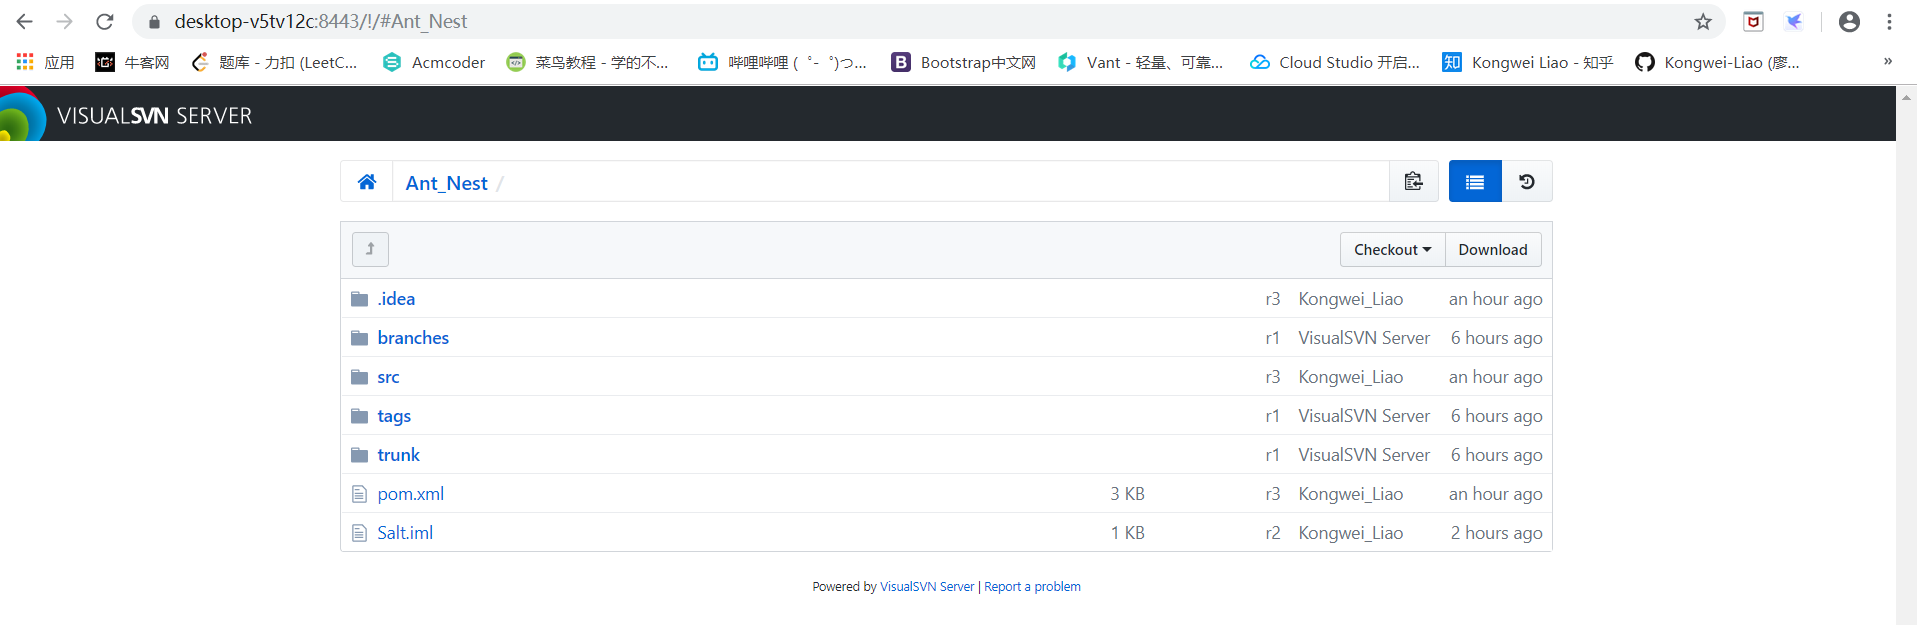 desktop-v5tv12c:8443/!/#Ant_Nest
应用 牛客网 题库 - 力扣 (LeetC... Acmcoder 菜鸟教程 - 学的不... 哔哩哔哩 ( ゜- ゜)つ... Bootstrap中文网 Vant - 轻量、可靠... Cloud Studio 开启... 知 Kongwei Liao - 知乎 Kongwei-Liao (廖... »
VISUALSVN SERVER
Ant_Nest /
Checkout Download
.idea r3 Kongwei_Liao an hour ago
branches r1 VisualSVN Server 6 hours ago
src r3 Kongwei_Liao an hour ago
tags r1 VisualSVN Server 6 hours ago
trunk r1 VisualSVN Server 6 hours ago
pom.xml 3 KB r3 Kongwei_Liao an hour ago
Salt.iml 1 KB r2 Kongwei_Liao 2 hours ago
Powered by VisualSVN Server | Report a problem